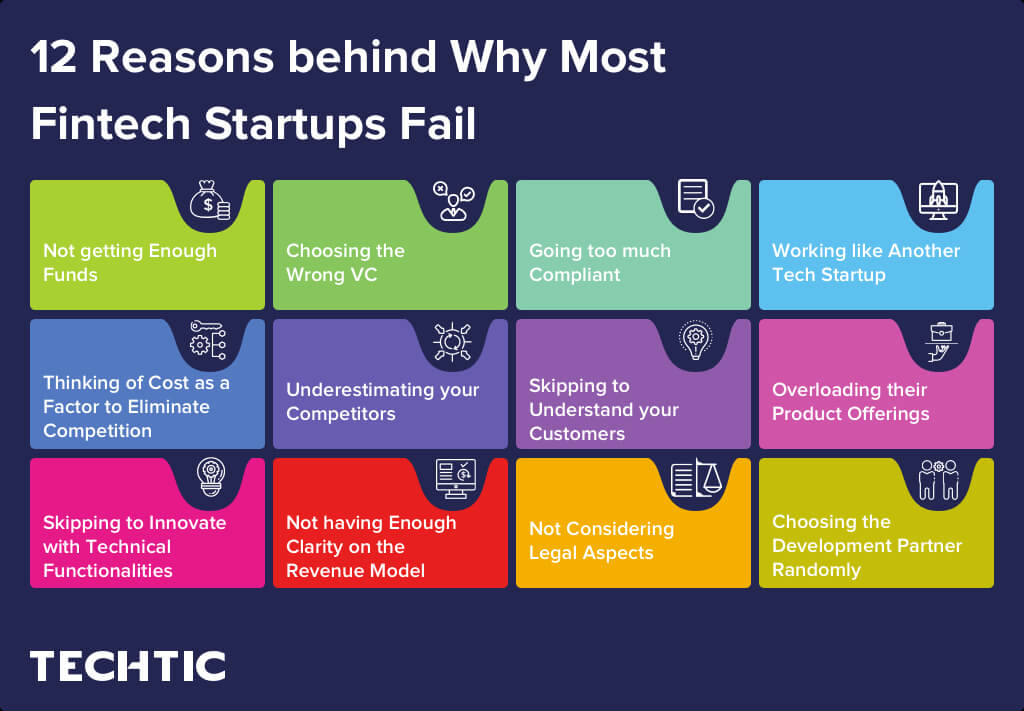 12 Reasons behind Why Most
Fintech Startups Fail
Not getting Enough
Funds
Choosing the
Wrong VC
Going too much
Compliant
Working like Another
Tech Startup
Thinking of Cost as a
Factor to Eliminate
Competition
Underestimating your
Competitors
Skipping to
Understand your
Customers
Overloading their
Product Offerings
Skipping to Innovate
with Technical
Functionalities
Not having Enough
Clarity on the
Revenue Model
Not Considering
Legal Aspects
Choosing the
Development Partner
Randomly
TECHTIC